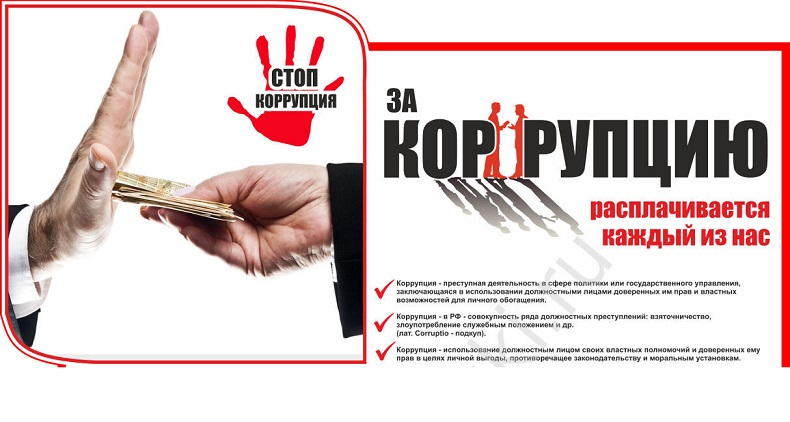 СТОП
КОРРУПЦИЯ
ЗА
КОРРУПЦИЮ
расплачивается
каждый из нас
Коррупция - преступная деятельность в сфере политики или государственного управления,
заключающаяся в использовании должностными лицами доверенных им прав и властных
возможностей для личного обогащения.
Коррупция - в РФ - совокупность ряда должностных преступлений: взяточничество,
злоупотребление служебным положением и др.
(лат. Corruptio - подкуп).
Коррупция - использование должностным лицом своих властных полномочий и доверенных ему
прав в целях личной выгоды, противоречащее законодательству и моральным установкам.